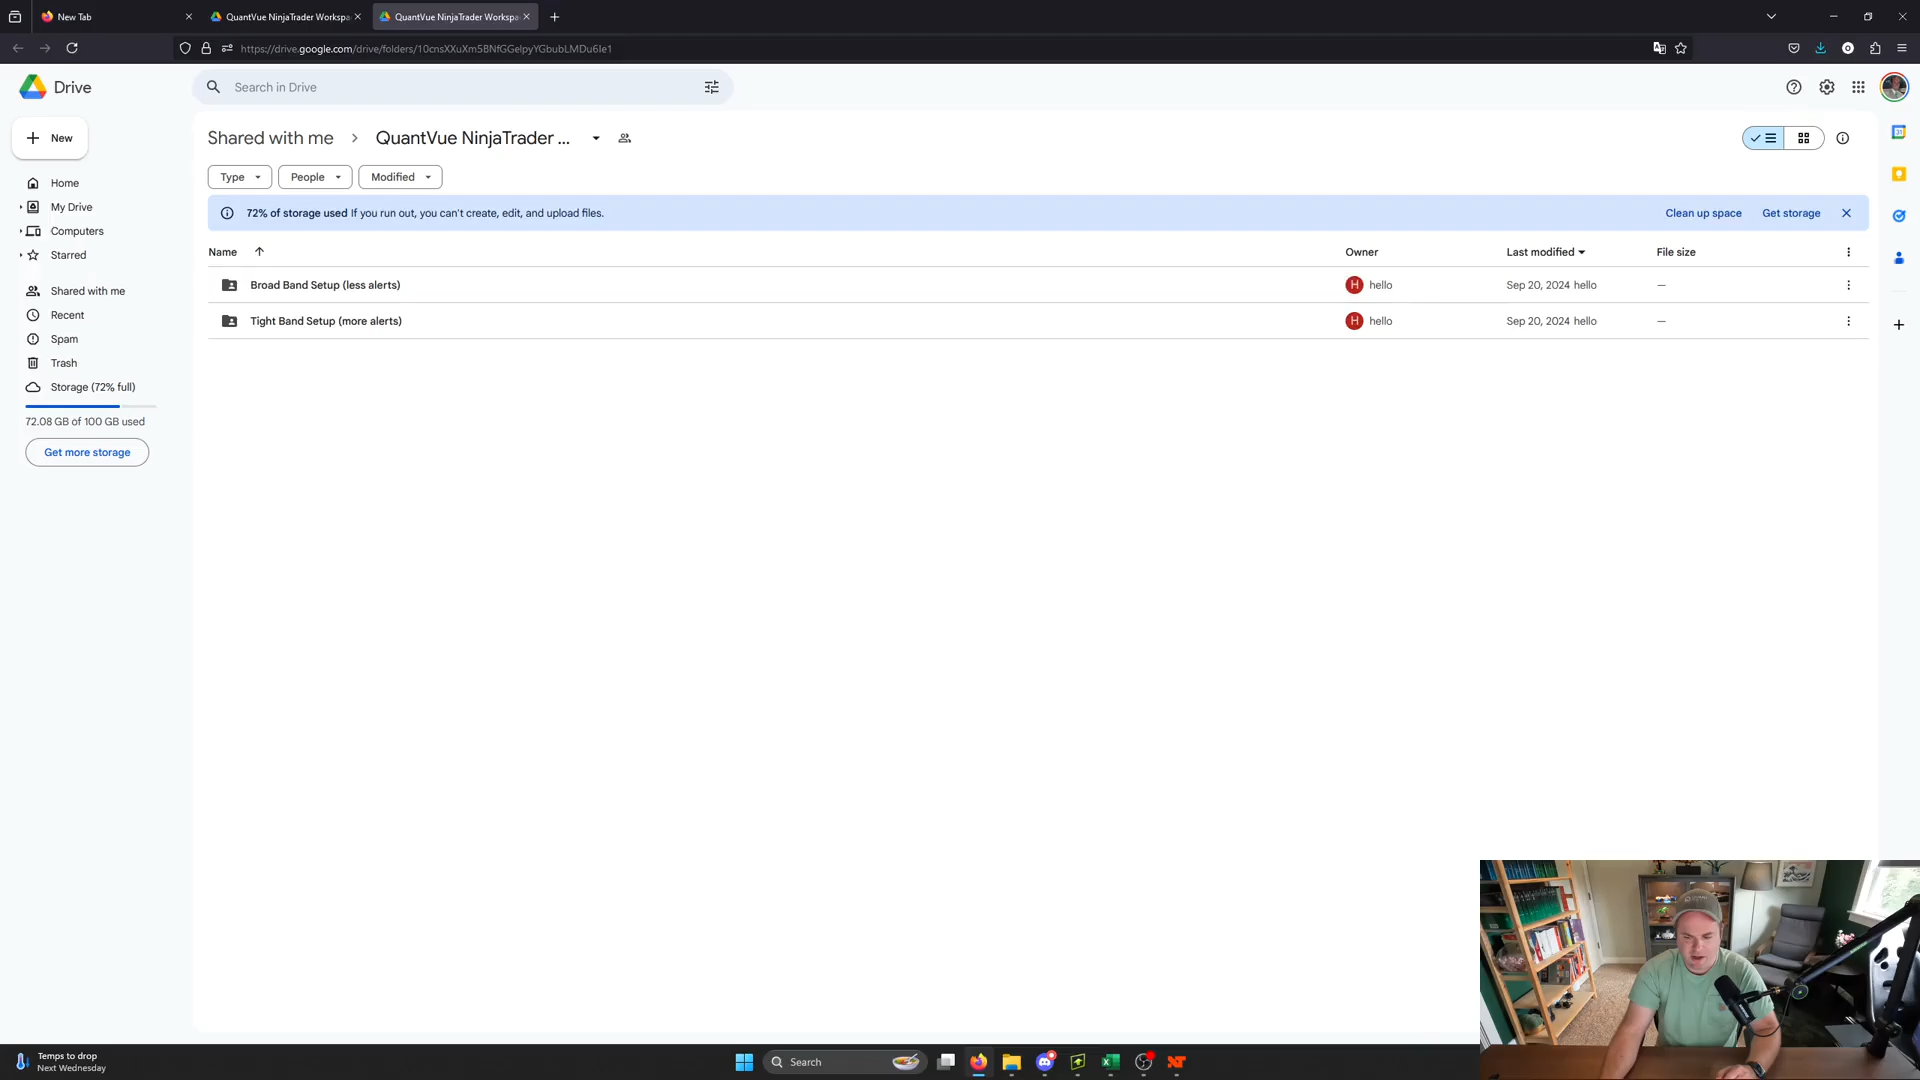 New Tab
QuantVue NinjaTrader Workspa
QuantVue NinjaTrader Workspa
https://drive.google.com/drive/folders/10cnsXXuXm5BNfGGelpyYGbubLMDu6Ie1
Drive
Search in Drive
New
Shared with me
QuantVue NinjaTrader ...
Type
People
Modified
72% of storage used If you run out, you can't create, edit, and upload files.
Clean up space
Get storage
Home
My Drive
Computers
Starred
Shared with me
Recent
Spam
Trash
Storage (72% full)
72.08 GB of 100 GB used
Get more storage
Name
Owner
Last modified
File size
Broad Band Setup (less alerts)
H
hello
Sep 20, 2024 hello
—
Tight Band Setup (more alerts)
H
hello
Sep 20, 2024 hello
—
Temps to drop
Next Wednesday
Search